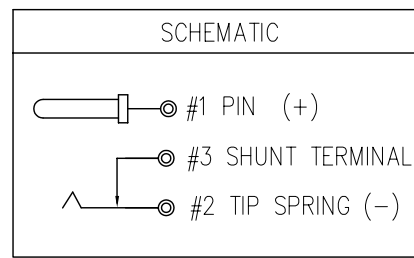 SCHEMATIC
#1 PIN (+)
#3 SHUNT TERMINAL
#2 TIP SPRING (−)